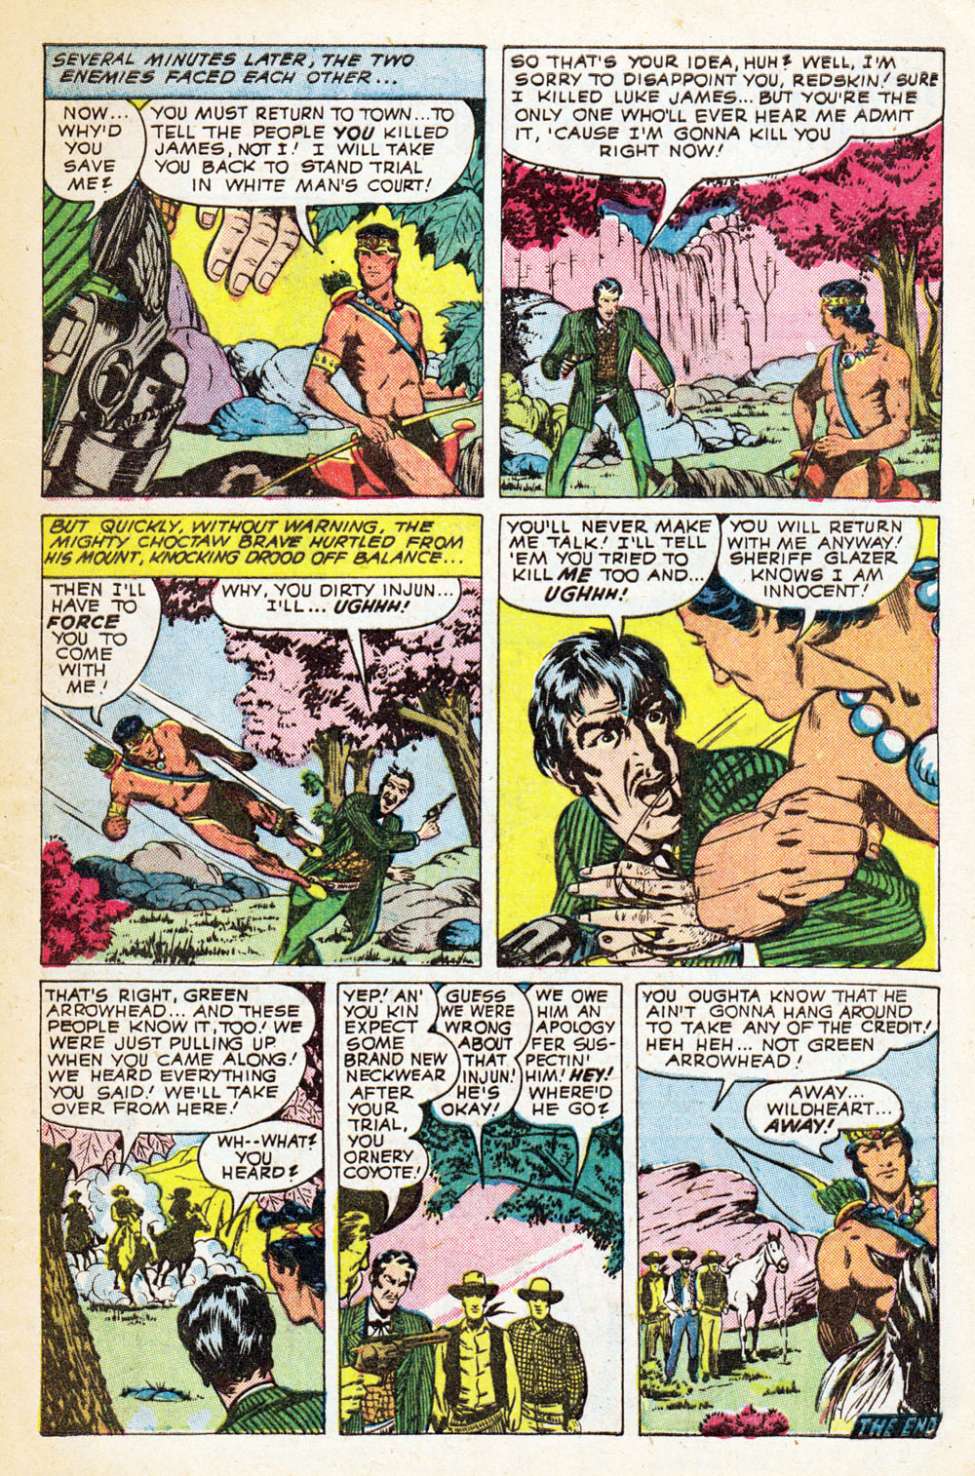 SEVERAL MINUTES LATER, THE TWO
ENEMIES FACED EACH OTHER...
NOW...
WHY'D
YOU
SAVE
ME?
YOU MUST RETURN TO TOWN...TO
TELL THE PEOPLE YOU KILLED
JAMES, NOT I! I WILL TAKE
YOU BACK TO STAND TRIAL
IN WHITE MAN'S COURT!
SO THAT'S YOUR IDEA, HUH? WELL, I'M
SORRY TO DISAPPOINT YOU, REDSKIN! SURE
I KILLED LUKE JAMES... BUT YOU'RE THE
ONLY ONE WHO'LL EVER HEAR ME ADMIT
IT, 'CAUSE I'M GONNA KILL YOU
RIGHT NOW!
BUT QUICKLY, WITHOUT WARNING, THE
MIGHTY CHOCTAW BRAVE HURTLED FROM
HIS MOUNT, KNOCKING DROOD OFF BALANCE...
THEN I'LL
HAVE TO
FORCE
YOU TO
COME
WITH
ME!
WHY, YOU DIRTY INJUN...
I'LL... UGHHH!
YOU'LL NEVER MAKE
ME TALK! I'LL TELL
'EM YOU TRIED TO
KILL ME TOO AND...
UGHHH!
YOU WILL RETURN
WITH ME ANYWAY!
SHERIFF GLAZER
KNOWS I AM
INNOCENT!
THAT'S RIGHT, GREEN
ARROWHEAD... AND THESE
PEOPLE KNOW IT, TOO! WE
WERE JUST PULLING UP
WHEN YOU CAME ALONG!
WE HEARD EVERYTHING
YOU SAID! WE'LL TAKE
OVER FROM HERE!
WH--WHAT?
YOU
HEARD?
YEP! AN'
YOU KIN
EXPECT
SOME
BRAND NEW
NECKWEAR
AFTER
YOUR
TRIAL,
YOU
ORNERY
COYOTE!
GUESS
WE WERE
WRONG
ABOUT
THAT
INJUN!
HE'S
OKAY!
WE OWE
HIM AN
APOLOGY
FER SUS-
PECTIN'
HIM! HEY!
WHERE'D
HE GO?
YOU OUGHTA KNOW THAT HE
AIN'T GONNA HANG AROUND
TO TAKE ANY OF THE CREDIT!
HEH HEH... NOT GREEN
ARROWHEAD!
AWAY...
WILDHEART...
AWAY!
THE END